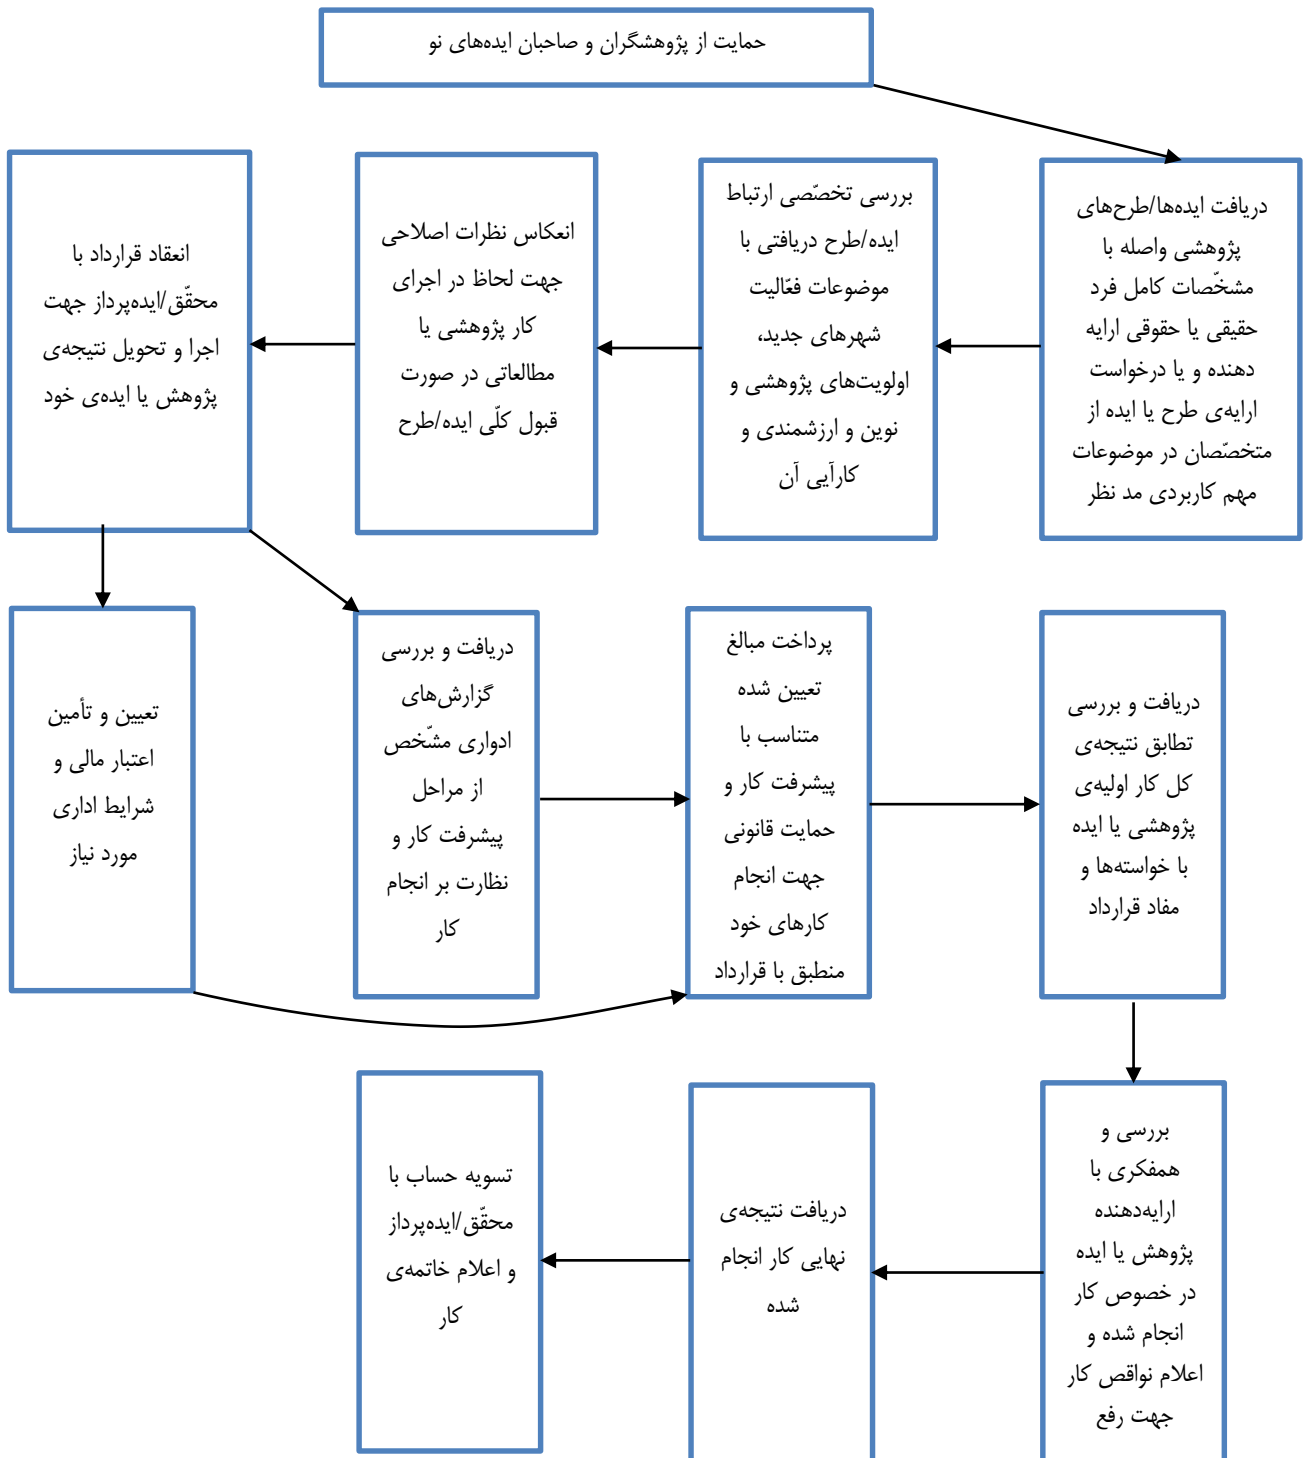 حمایت از پژوهشگران و صاحبان ایده‌های نو
دریافت ایده‌ها/طرح‌های
پژوهشی واصله با
مشخّصات کامل فرد
حقیقی یا حقوقی ارایه
دهنده و یا درخواست
ارایه‌ی طرح یا ایده از
متخصّصان در موضوعات
مهم کاربردی مد نظر
بررسی تخصّصی ارتباط
ایده/طرح دریافتی با
موضوعات فعّالیت
شهرهای جدید،
اولویت‌های پژوهشی و
نوین و ارزشمندی و
کارآیی آن
انعکاس نظرات اصلاحی
جهت لحاظ در اجرای
کار پژوهشی یا
مطالعاتی در صورت
قبول کلّی ایده/طرح
انعقاد قرارداد با
محقّق/ایده‌پرداز جهت
اجرا و تحویل نتیجه‌ی
پژوهش یا ایده‌ی خود
تعیین و تأمین
اعتبار مالی و
شرایط اداری
مورد نیاز
دریافت و بررسی
گزارش‌های
ادواری مشّخص
از مراحل
پیشرفت کار و
نظارت بر انجام
کار
پرداخت مبالغ
تعیین شده
متناسب با
پیشرفت کار و
حمایت قانونی
جهت انجام
کارهای خود
منطبق با قرارداد
دریافت و بررسی
تطابق نتیجه‌ی
کل کار اولیه‌ی
پژوهشی یا ایده
با خواسته‌ها و
مفاد قرارداد
بررسی و
همفکری با
ارایه‌دهنده
پژوهش یا ایده
در خصوص کار
انجام شده و
اعلام نواقص کار
جهت رفع
دریافت نتیجه‌ی
نهایی کار انجام
شده
تسویه حساب با
محقّق/ایده‌پرداز
و اعلام خاتمه‌ی
کار